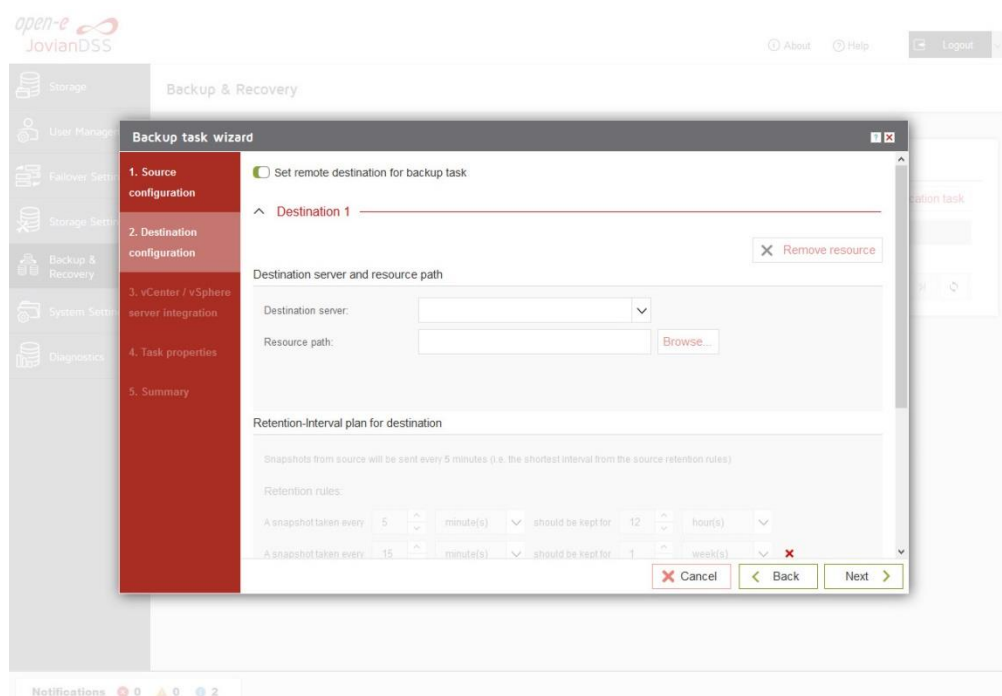 open-e
JovianDSS
About
Help
Logout
Storage
Backup & Recovery
User Manage
Failover Settin
Storage Settin
Backup &
Recovery
System Settin
Diagnostics
cation task
Backup task wizard
1. Source
configuration
2. Destination
configuration
3. vCenter / vSphere
server integration
4. Task properties
5. Summary
Set remote destination for backup task
Destination 1
Remove resource
Destination server and resource path
Destination server:
Resource path:
Browse...
Retention-Interval plan for destination
Snapshots from source will be sent every 5 minutes (i.e. the shortest interval from the source retention rules)
Retention rules:
A snapshot taken every 5 minute(s) should be kept for 12 hour(s)
A snapshot taken every 15 minute(s) should be kept for 1 week(s)
Cancel
Back
Next
Notifications 0 0 2